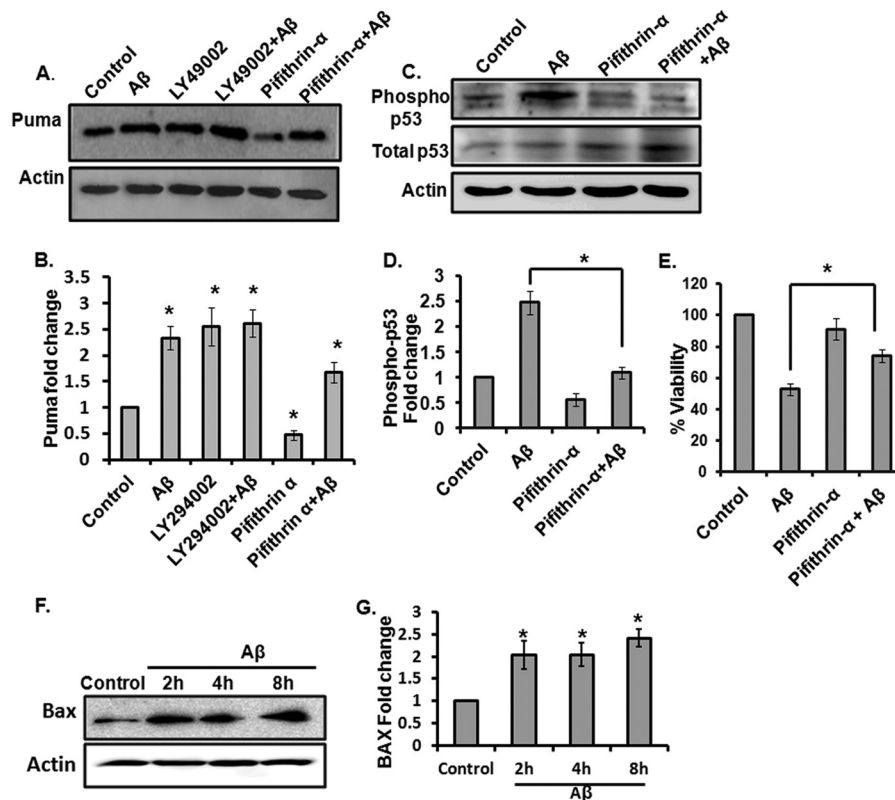 A.
Control
Aβ
LY49002
LY49002+Aβ
Pifithrin-α
Pifithrin-α+Aβ
Puma
Actin
C.
Control
Aβ
Pifithrin-α
Pifithrin-α
+Aβ
Phospho
p53
Total p53
Actin
B.
Puma fold change
3.5
3
2.5
2
1.5
1
0.5
0
*
*
*
*
*
Control
Aβ
LY294002
LY294002+Aβ
Pifithrin α
Pifithrin α+Aβ
D.
Phospho-p53
Fold change
3
2.5
2
1.5
1
0.5
0
*
Control
Aβ
Pifithrin-α
Pifithrin-α+Aβ
E.
% Viability
120
100
80
60
40
20
0
*
Control
Aβ
Pifithrin-α
Pifithrin-α + Aβ
F.
Aβ
Control 2h 4h 8h
Bax
Actin
G.
BAX Fold change
3
2.5
2
1.5
1
0.5
0
*
*
*
Control 2h 4h 8h
Aβ